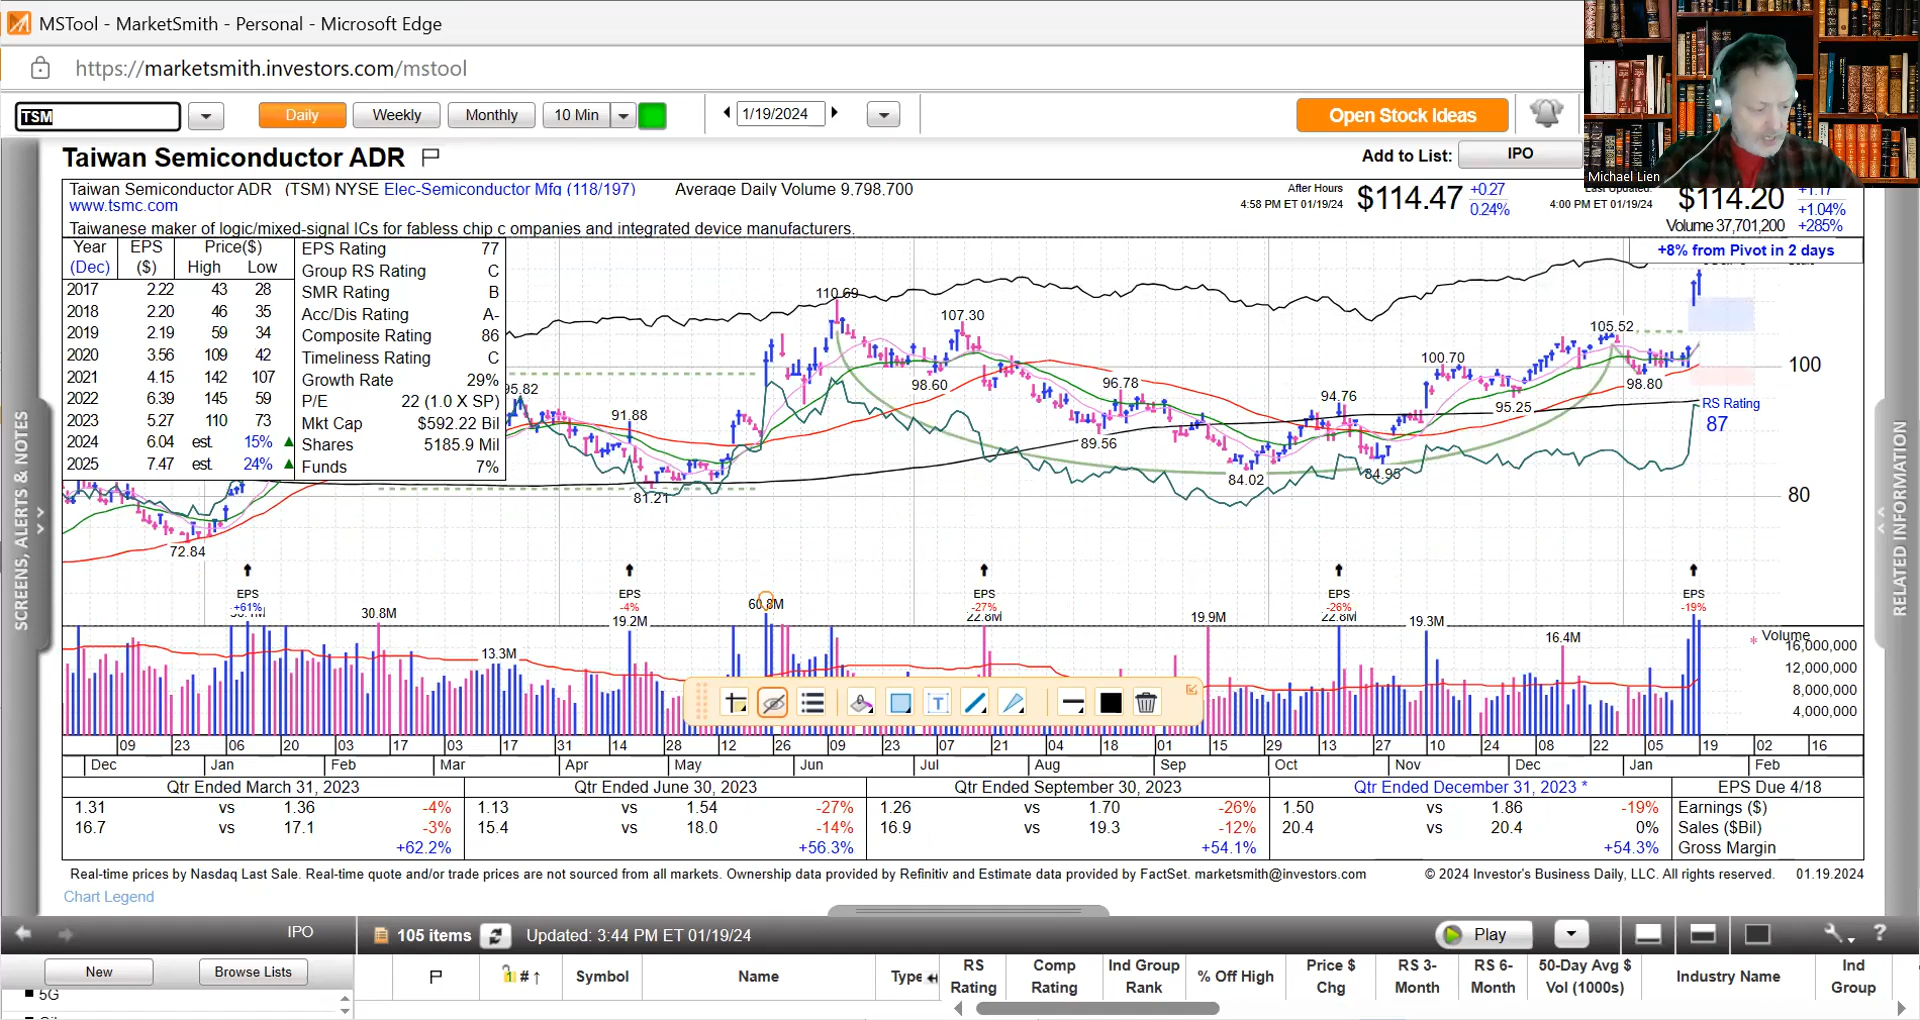 MSTool - MarketSmith - Personal - Microsoft Edge
https://marketsmith.investors.com/mstool
TSM
Daily
Weekly
Monthly
10 Min
1/19/2024
Open Stock Ideas
Michael Lien
Taiwan Semiconductor ADR
Add to List:
IPO
Taiwan Semiconductor ADR (TSM) NYSE Elec-Semiconductor Mfg (118/197) Average Daily Volume 9,798,700
www.tsmc.com
Taiwanese maker of logic/mixed-signal ICs for fabless chip c ompanies and integrated device manufacturers.
After Hours
4:58 PM ET 01/19/24
$114.47
+0.27
0.24%
Last Updated:
4:00 PM ET 01/19/24
$114.20
+1.17
+1.04%
Volume 37,701,200
+285%
+8% from Pivot in 2 days
Year EPS Price($)
(Dec) ($) High Low
2017 2.22 43 28
2018 2.20 46 35
2019 2.19 59 34
2020 3.56 109 42
2021 4.15 142 107
2022 6.39 145 59
2023 5.27 110 73
2024 6.04 est 15%
2025 7.47 est 24%
EPS Rating 77
Group RS Rating C
SMR Rating B
Acc/Dis Rating A-
Composite Rating 86
Timeliness Rating C
Growth Rate 29%
P/E 22 (1.0 X SP)
Mkt Cap $592.22 Bil
Shares 5185.9 Mil
Funds 7%
110.69
107.30
105.52
100.70
98.60
98.80
96.78
95.82
95.25
94.76
91.88
89.56
84.95
84.02
81.21
72.84
100
80
RS Rating
87
EPS
+61%
EPS
-4%
EPS
-27%
EPS
-26%
EPS
-19%
30.8M
13.3M
19.2M
60.8M
22.8M
19.9M
22.8M
19.3M
16.4M
* Volume
16,000,000
12,000,000
8,000,000
4,000,000
T
09 23 06 20 03 17 03 17 31 14 28 12 26 09 23 07 21 04 18 01 15 29 13 27 10 24 08 22 05 19 02 16
Dec Jan Feb Mar Apr May Jun Jul Aug Sep Oct Nov Dec Jan Feb
Qtr Ended March 31, 2023 Qtr Ended June 30, 2023 Qtr Ended September 30, 2023 Qtr Ended December 31, 2023 * EPS Due 4/18
1.31 vs 1.36 -4% 1.13 vs 1.54 -27% 1.26 vs 1.70 -26% 1.50 vs 1.86 -19% Earnings ($)
16.7 vs 17.1 -3% 15.4 vs 18.0 -14% 16.9 vs 19.3 -12% 20.4 vs 20.4 0% Sales ($Bil)
+62.2% +56.3% +54.1% +54.3% Gross Margin
Real-time prices by Nasdaq Last Sale. Real-time quote and/or trade prices are not sourced from all markets. Ownership data provided by Refinitiv and Estimate data provided by FactSet. marketsmith@investors.com © 2024 Investor's Business Daily, LLC. All rights reserved. 01.19.2024
Chart Legend
SCREENS, ALERTS & NOTES
RELATED INFORMATION
IPO
105 items
Updated: 3:44 PM ET 01/19/24
Play
?
New
Browse Lists
5G
# Symbol Name Type RS Rating Comp Rating Ind Group Rank % Off High Price $ Chg RS 3-Month RS 6-Month 50-Day Avg $ Vol (1000s) Industry Name Ind Group